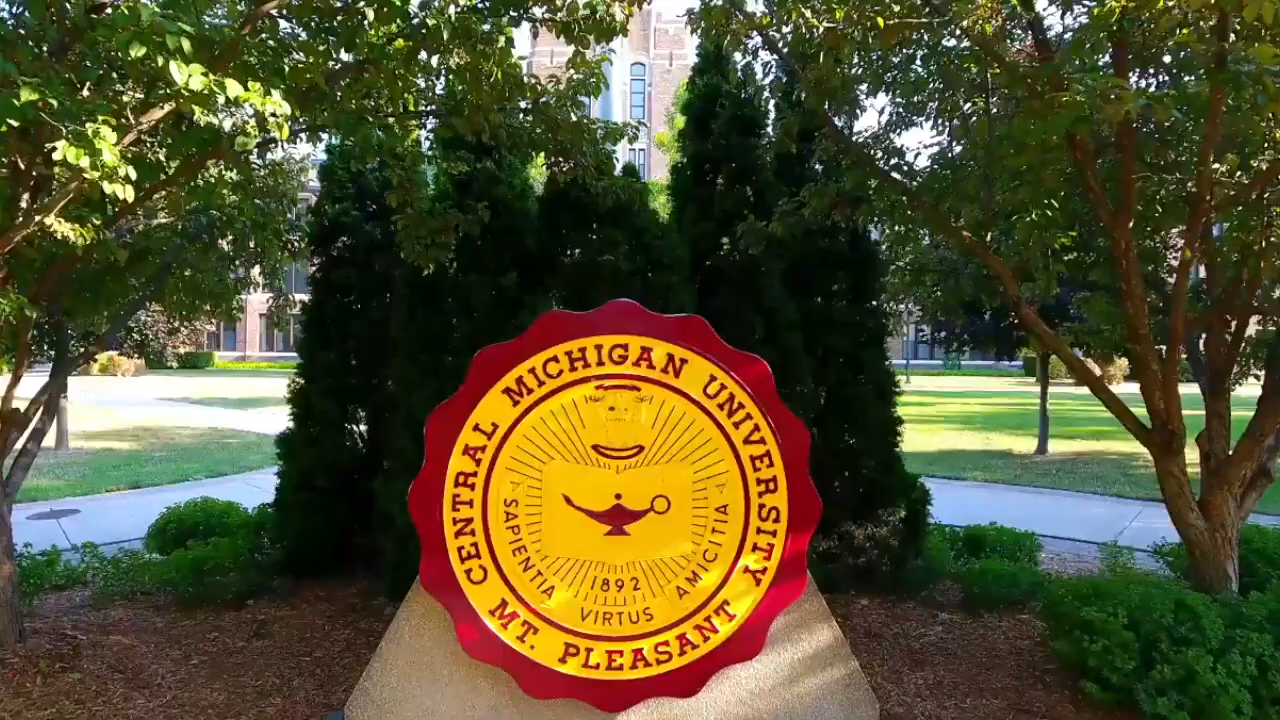 CENTRAL MICHIGAN UNIVERSITY
MT. PLEASANT
SAPIENTIA VIRTUS AMICITIA
1892